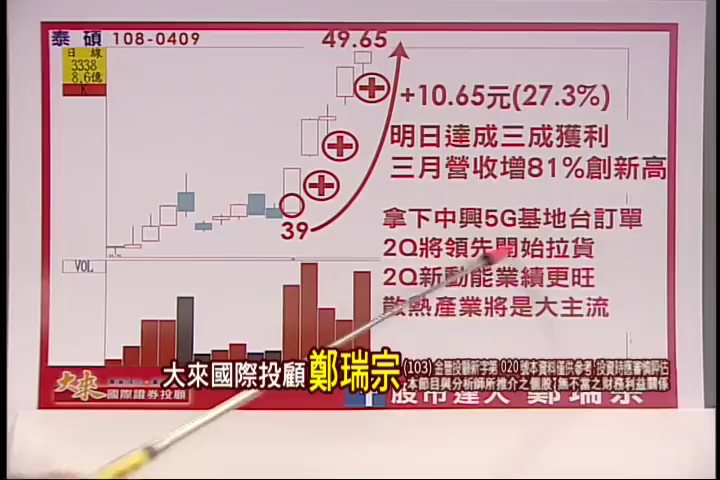 泰碩 108-0409
日線
3338
8.6億
K
49.65
+10.65元(27.3%)
明日達成三成獲利
三月營收增81%創新高
39
拿下中興5G基地台訂單
2Q將領先開始拉貨
2Q新動能業績更旺
散熱產業將是大主流
VOL
大來
國際證券投顧
大來國際投顧 鄭瑞宗
(103)金管投顧新字第020號本資料僅供參考,投資時應審慎評估
本節目與分析師所推介之個股 無不當之財務利益關係
股市達人 鄭瑞宗